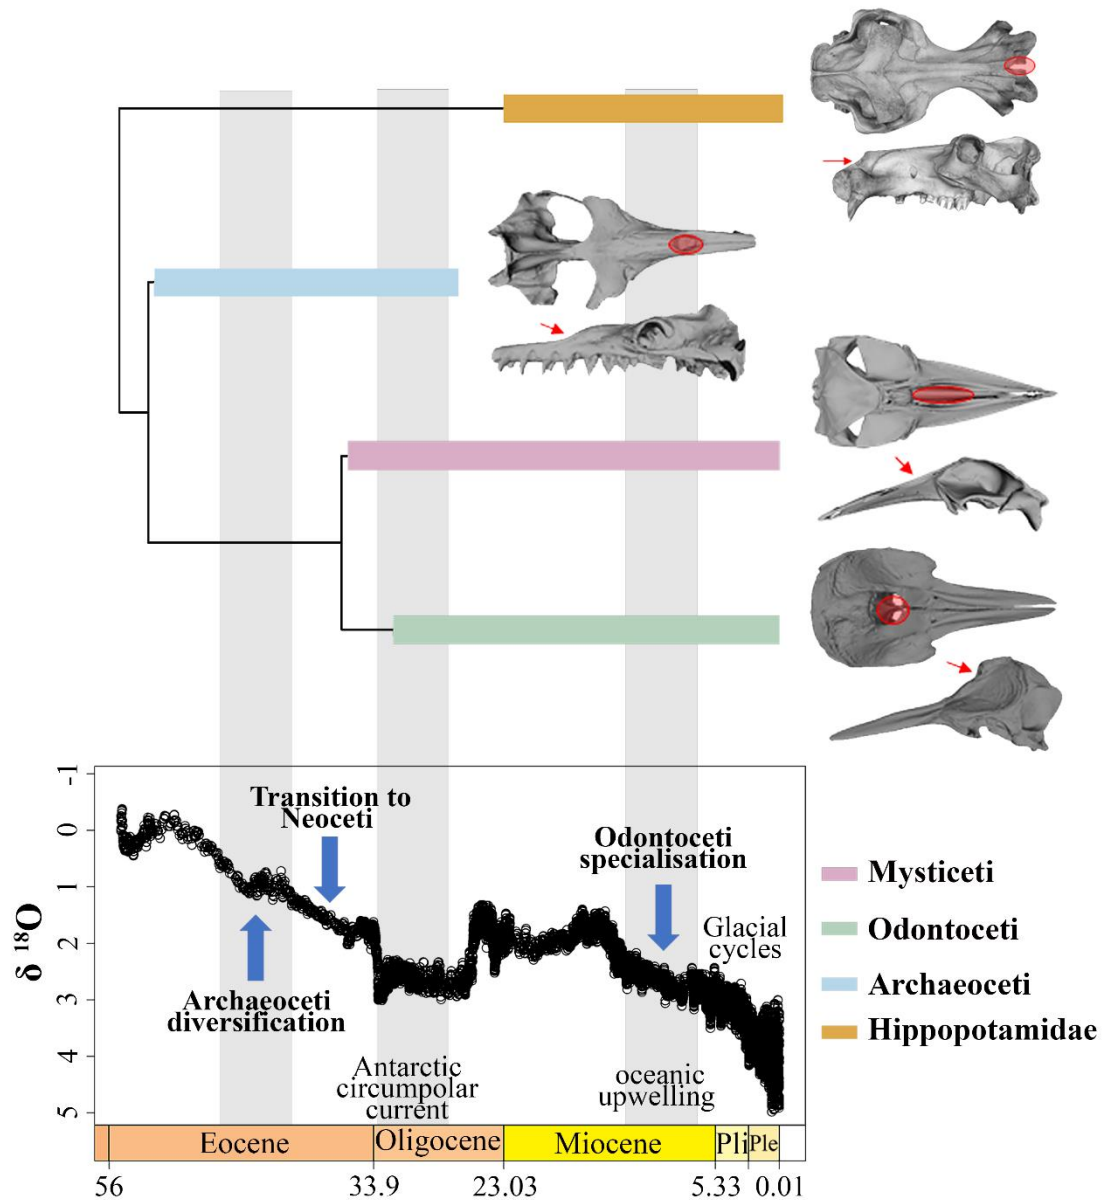 -1
0
1
2
3
4
5
δ 18O
Transition to
Neoceti
Archaeoceti
diversification
Odontoceti
specialisation
Glacial
cycles
Antarctic
circumpolar
current
oceanic
upwelling
Eocene
Oligocene
Miocene
Pli
Ple
56
33.9
23.03
5.33
0.01
Mysticeti
Odontoceti
Archaeoceti
Hippopotamidae